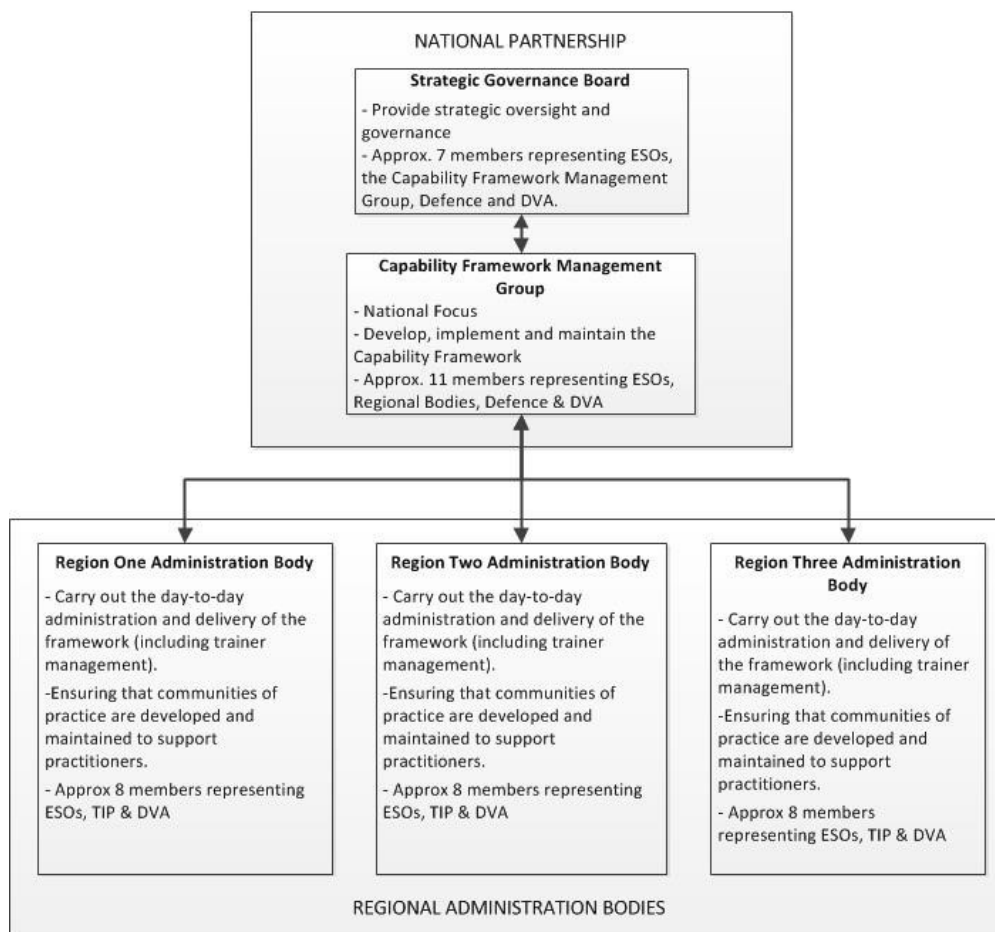 NATIONAL PARTNERSHIP
Strategic Governance Board
- Provide strategic oversight and
governance
- Approx. 7 members representing ESOs,
the Capability Framework Management
Group, Defence and DVA.
Capability Framework Management
Group
- National Focus
- Develop, implement and maintain the
Capability Framework
- Approx. 11 members representing ESOs,
Regional Bodies, Defence & DVA
Region One Administration Body
- Carry out the day-to-day
administration and delivery of the
framework (including trainer
management).
-Ensuring that communities of
practice are developed and
maintained to support
practitioners.
- Approx 8 members representing
ESOs, TIP & DVA
Region Two Administration Body
- Carry out the day-to-day
administration and delivery of the
framework (including trainer
management).
-Ensuring that communities of
practice are developed and
maintained to support
practitioners.
- Approx 8 members representing
ESOs, TIP & DVA
Region Three Administration
Body
- Carry out the day-to-day
administration and delivery of
the framework (including trainer
management).
-Ensuring that communities of
practice are developed and
maintained to support
practitioners.
- Approx 8 members
representing ESOs, TIP & DVA
REGIONAL ADMINISTRATION BODIES